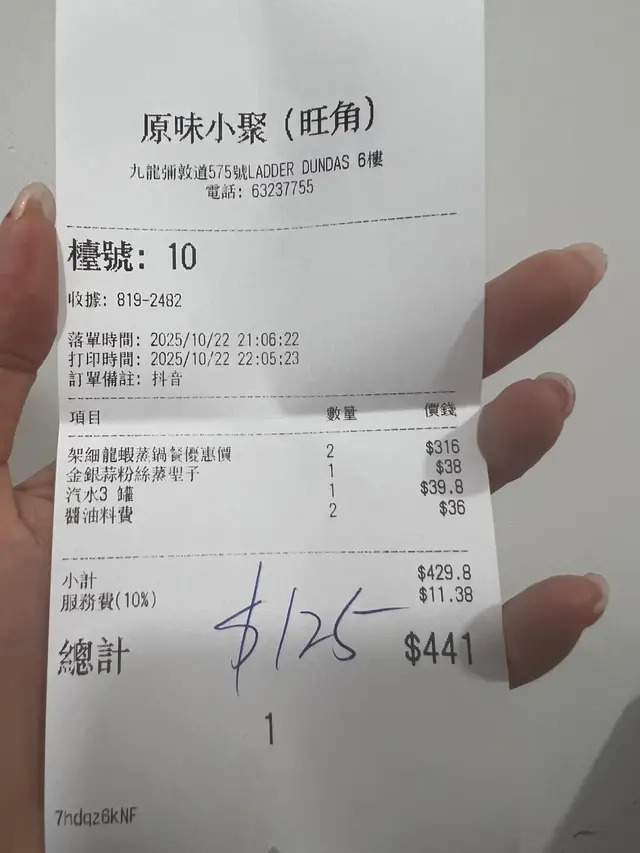 原味小聚 (旺角)
九龍彌敦道575號LADDER DUNDAS 6樓
電話: 63237755
檯號: 10
收據: 819-2482
落單時間: 2025/10/22 21:06:22
打印時間: 2025/10/22 22:05:23
訂單備註: 抖音
項目 數量 價錢
架細龍蝦蒸鍋餐優惠價 2 $316
金銀蒜粉絲蒸聖子 1 $38
汽水3 罐 1 $39.8
醬油料費 2 $36
小計 $429.8
服務費(10%) $11.38
$125
總計 $441
1
7hdqz6kNF